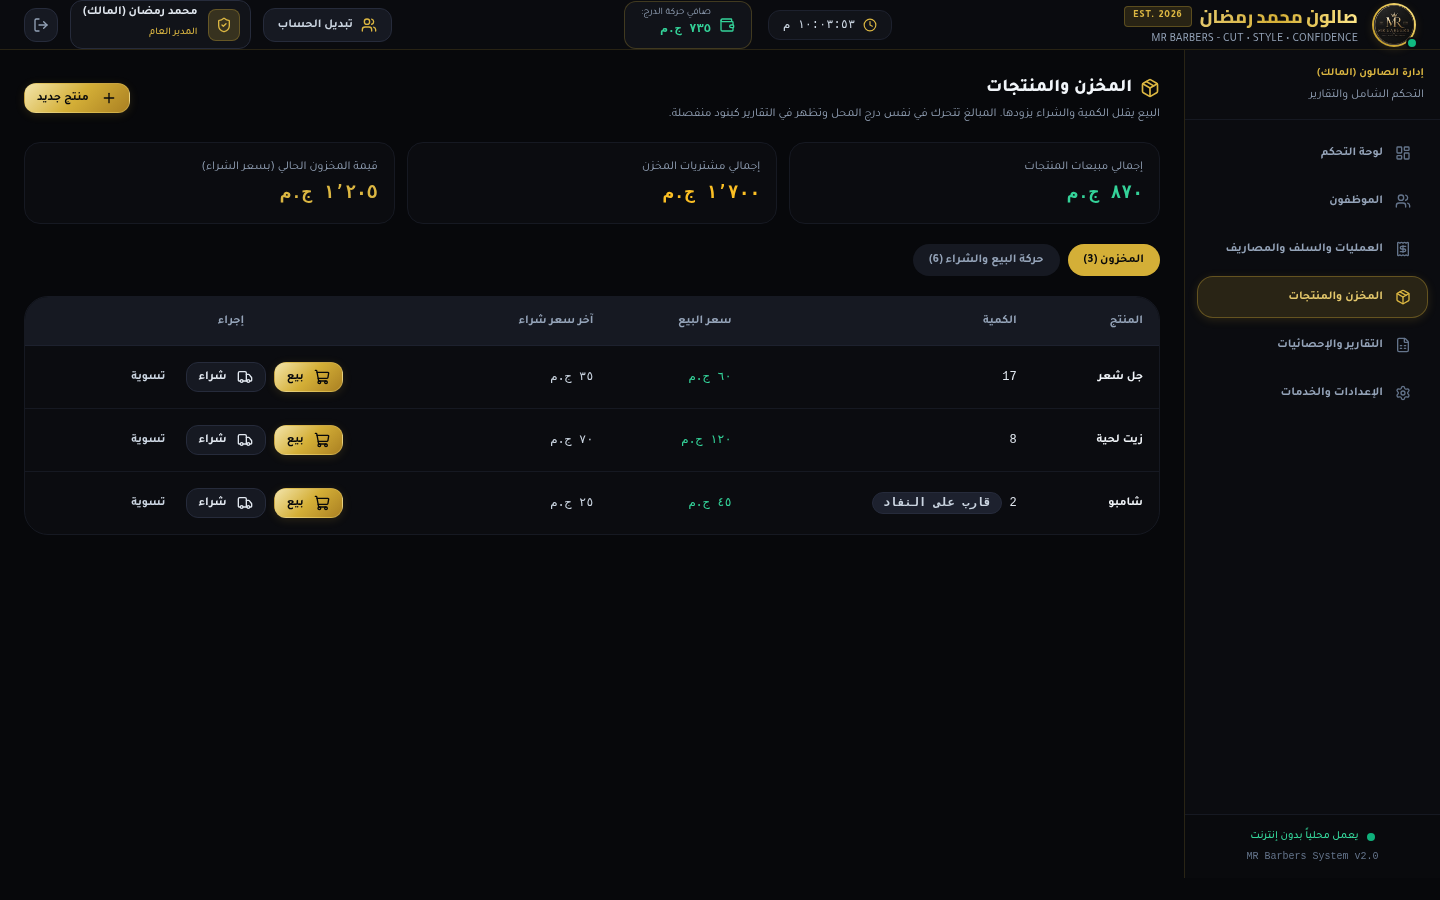 صالون محمد رمضان EST. 2026
MR BARBERS - CUT • STYLE • CONFIDENCE
١٠:٠٣:٥٣ م
صافي حركة الدرج:
٧٣٥ ج.م
تبديل الحساب
محمد رمضان (المالك)
المدير العام
إدارة الصالون (المالك)
التحكم الشامل والتقارير
لوحة التحكم
الموظفون
العمليات والسلف والمصاريف
المخزن والمنتجات
التقارير والإحصائيات
الإعدادات والخدمات
يعمل محلياً بدون إنترنت
MR Barbers System v2.0
المخزن والمنتجات
البيع يقلل الكمية والشراء يزودها. المبالغ تتحرك في نفس درج المحل وتظهر في التقارير كبنود منفصلة.
منتج جديد
إجمالي مبيعات المنتجات
٨٧٠ ج.م
إجمالي مشتريات المخزن
١٬٧٠٠ ج.م
قيمة المخزون الحالي (بسعر الشراء)
١٬٢٠٥ ج.م
المخزون (3)
حركة البيع والشراء (6)
المنتج الكمية سعر البيع آخر سعر شراء إجراء
جل شعر 17 ٦٠ ج.م ٣٥ ج.م بيع شراء تسوية
زيت لحية 8 ١٢٠ ج.م ٧٠ ج.م بيع شراء تسوية
شامبو 2 قارب على النفاد ٤٥ ج.م ٢٥ ج.م بيع شراء تسوية